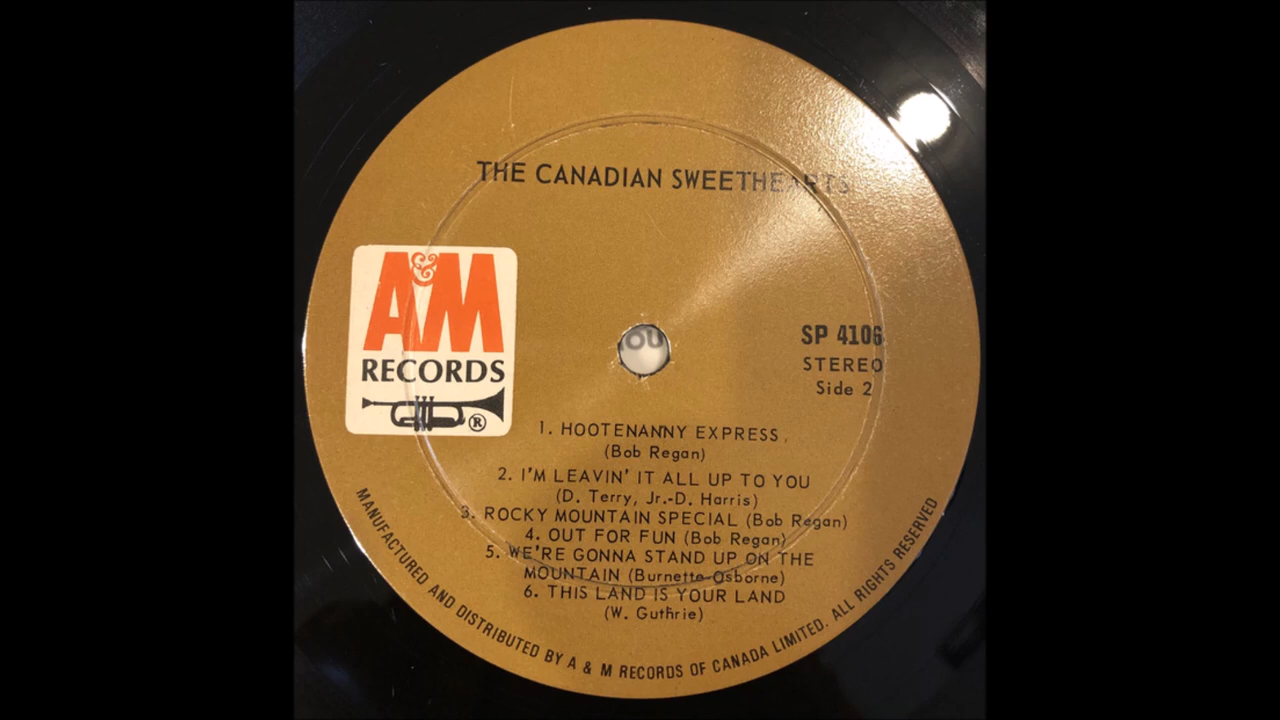 THE CANADIAN SWEETHEARTS
A&M
RECORDS
®
OU
SP 4106
STEREO
Side 2
1. HOOTENANNY EXPRESS
(Bob Regan)
2. I'M LEAVIN' IT ALL UP TO YOU
(D. Terry, Jr.-D. Harris)
3. ROCKY MOUNTAIN SPECIAL (Bob Regan)
4. OUT FOR FUN (Bob Regan)
5. WE'RE GONNA STAND UP ON THE
MOUNTAIN (Burnette-Osborne)
6. THIS LAND IS YOUR LAND
(W. Guthrie)
MANUFACTURED AND DISTRIBUTED BY A & M RECORDS OF CANADA LIMITED. ALL RIGHTS RESERVED